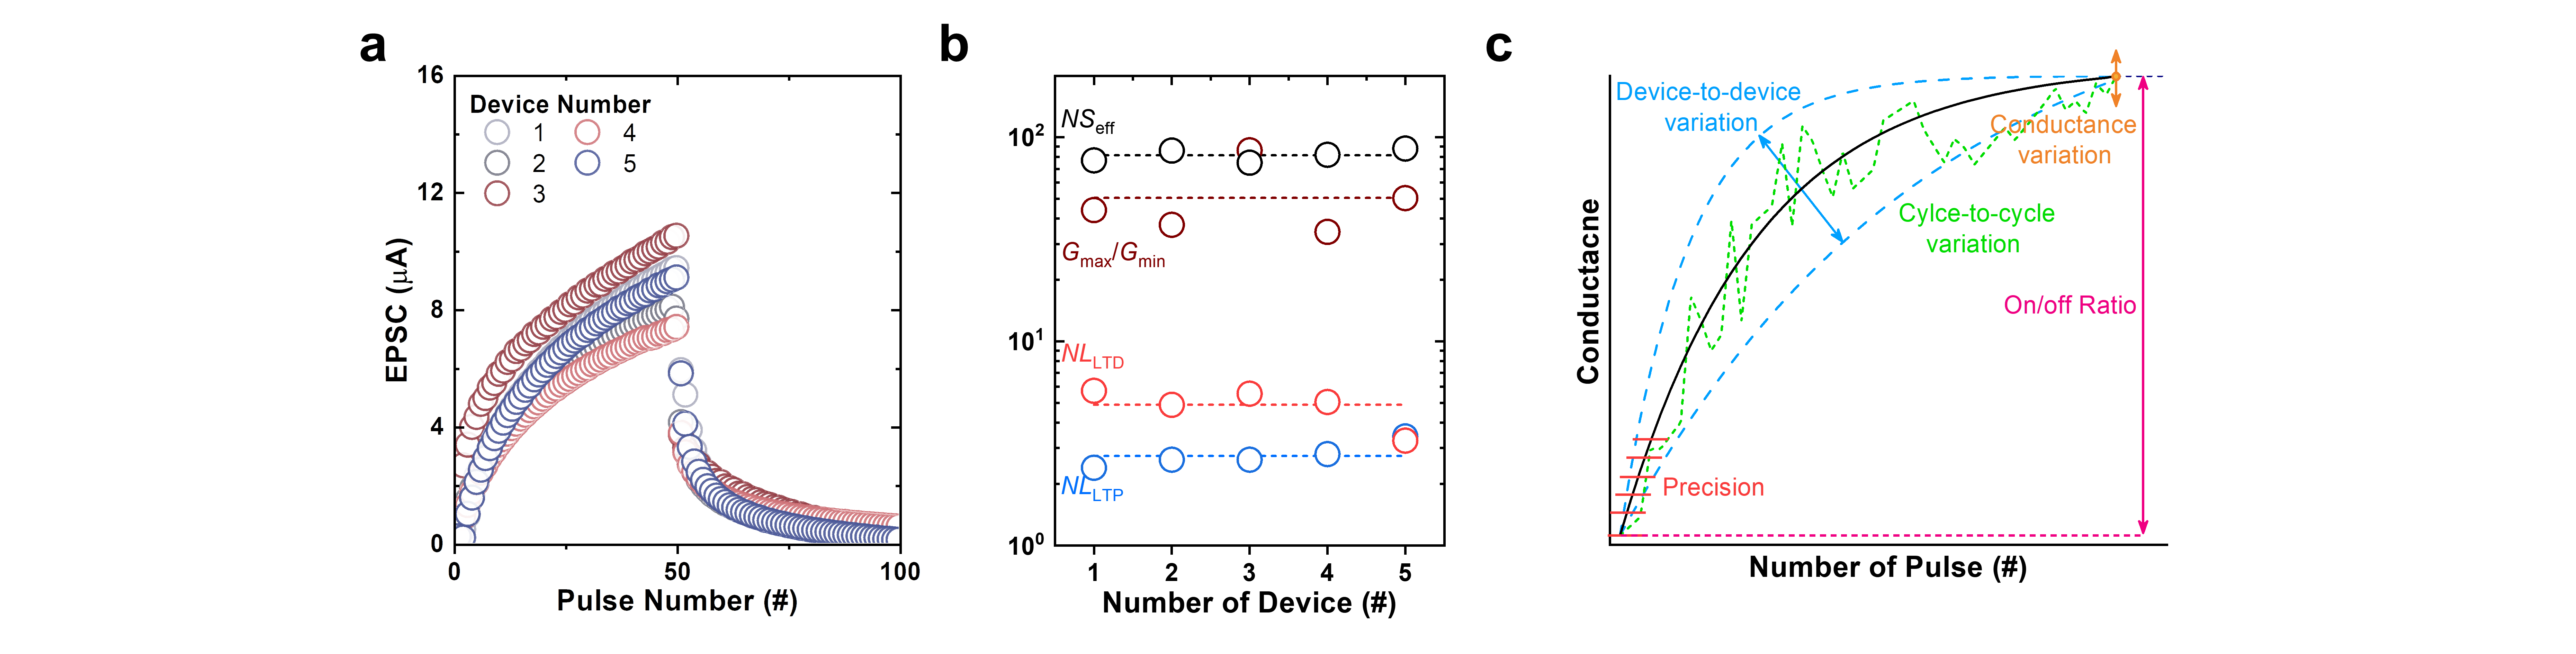 a
16
12
8
4
0
EPSC (μA)
Device Number
1 4
2 5
3
0 50 100
Pulse Number (#)
b
10²
10¹
10⁰
NSeff
Gmax/Gmin
NLLTD
NLLTP
1 2 3 4 5
Number of Device (#)
c
Conductacne
Device-to-device
variation
Conductance
variation
Cylce-to-cycle
variation
On/off Ratio
Precision
Number of Pulse (#)